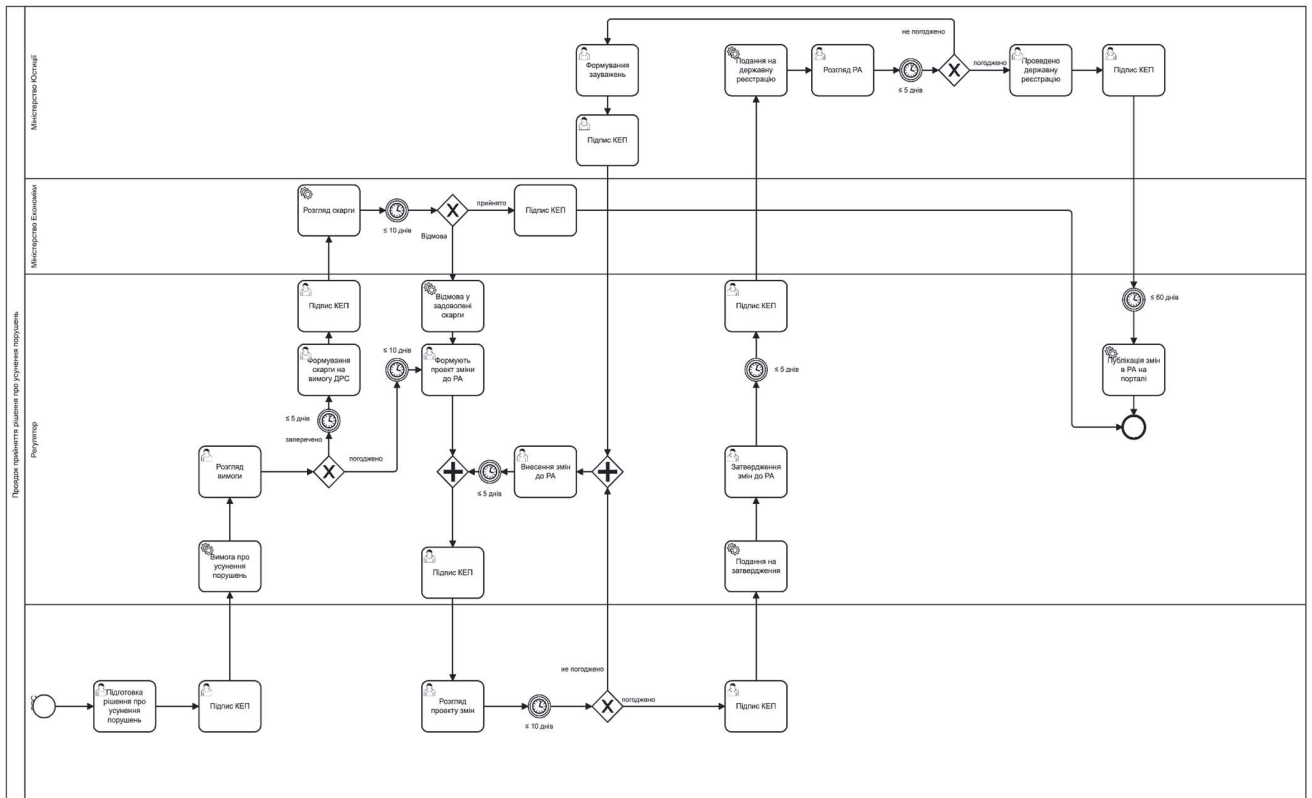 Проядрк прийняття рішення про усунення порушень
Міністерство Юстиції
Формування
зауважень
Підпис КЕП
не погоджено
Подання на
державну
реєстрацію
Розгляд РА
≤ 5 днів
погоджено
Проведено
державну
реєстрацію
Підпис КЕП
Міністерство Економіки
Розгляд скарги
≤ 10 днів
прийнято
Відмова
Підпис КЕП
Регулятор
Підпис КЕП
Формування
скарги на
вимогу ДРС
≤ 5 днів
заперечено
погоджено
Розгляд
вимоги
Вимога про
усунення
порушень
Відмова у
задоволені
скарги
≤ 10 днів
Формують
проект зміни
до РА
≤ 5 днів
Внесення змін
до РА
Підпис КЕП
Підпис КЕП
≤ 5 днів
Затвердження
змін до РА
Подання на
затвердження
≤ 60 днів
Публікація змін
в РА на
порталі
ДРС
Підготовка
рішення про
усунення
порушень
Підпис КЕП
Розгляд
проекту змін
≤ 10 днів
не погоджено
погоджено
Підпис КЕП